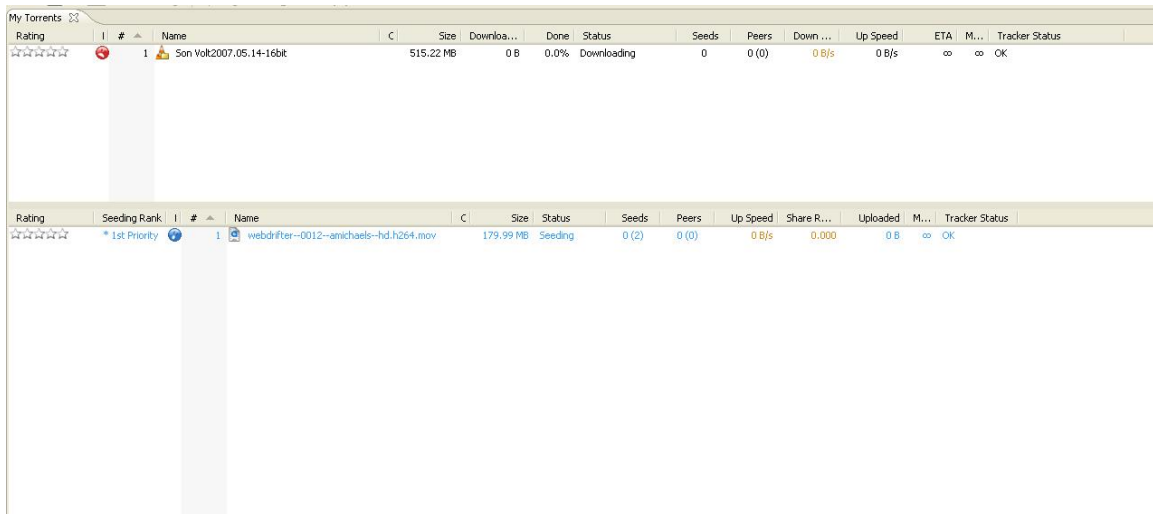 My Torrents
Rating I # Name C Size Downloa... Done Status Seeds Peers Down ... Up Speed ETA M... Tracker Status
1 Son Volt2007.05.14-16bit 515.22 MB 0 B 0.0% Downloading 0 0 (0) 0 B/s 0 B/s ∞ ∞ OK
Rating Seeding Rank I # Name C Size Status Seeds Peers Up Speed Share R... Uploaded M... Tracker Status
* 1st Priority 1 webdrifter--0012--amichaels--hd.h264.mov 179.99 MB Seeding 0 (2) 0 (0) 0 B/s 0.000 0 B ∞ OK